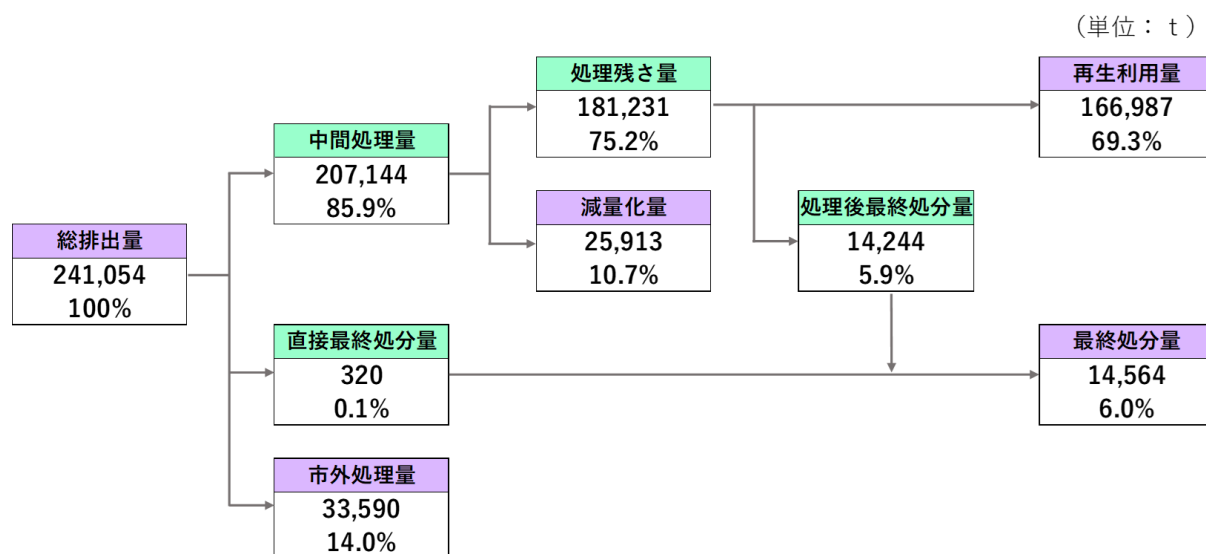 （単位：ｔ）
総排出量
241,054
100%
中間処理量
207,144
85.9%
直接最終処分量
320
0.1%
市外処理量
33,590
14.0%
処理残さ量
181,231
75.2%
減量化量
25,913
10.7%
処理後最終処分量
14,244
5.9%
再生利用量
166,987
69.3%
最終処分量
14,564
6.0%